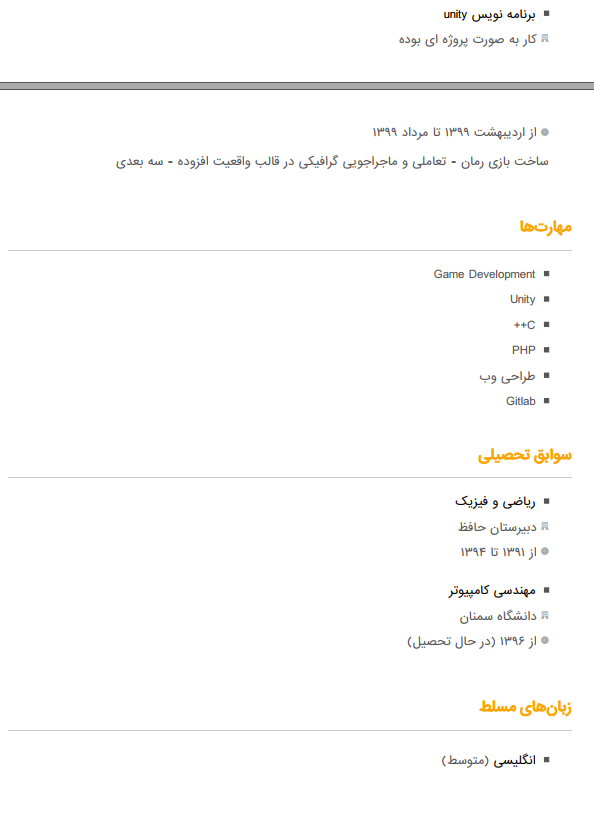 برنامه نویس unity
کار به صورت پروژه ای بوده
از اردیبهشت ۱۳۹۹ تا مرداد ۱۳۹۹
ساخت بازی رمان - تعاملی و ماجراجویی گرافیکی در قالب واقعیت افزوده - سه بعدی
مهارت‌ها
Game Development
Unity
++C
PHP
طراحی وب
Gitlab
سوابق تحصیلی
ریاضی و فیزیک
دبیرستان حافظ
از ۱۳۹۱ تا ۱۳۹۴
مهندسی کامپیوتر
دانشگاه سمنان
از ۱۳۹۶ (در حال تحصیل)
زبان‌های مسلط
انگلیسی (متوسط)